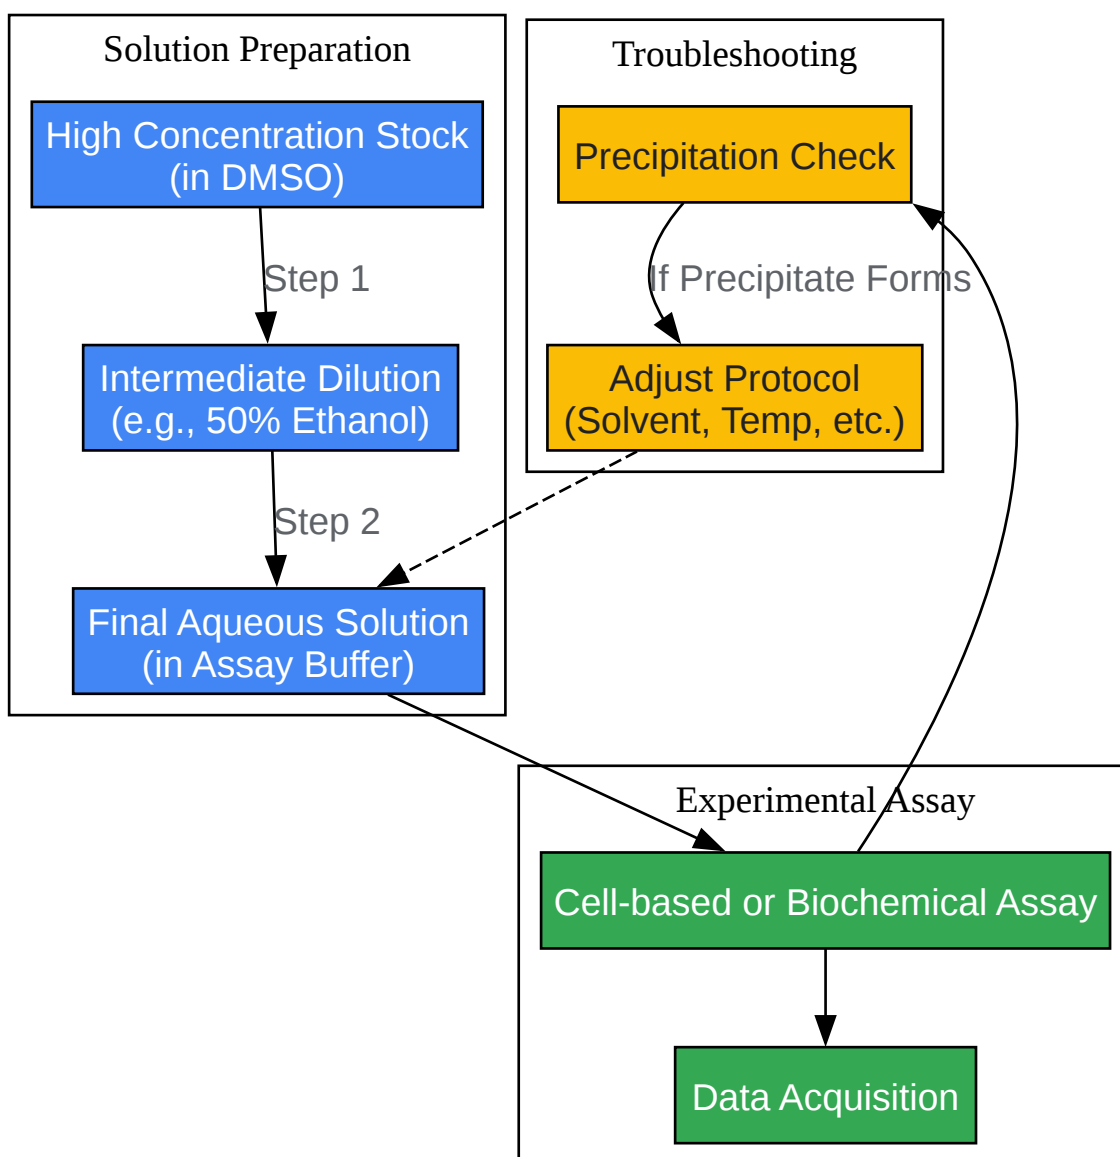 Solution Preparation
High Concentration Stock
(in DMSO)
Step 1
Intermediate Dilution
(e.g., 50% Ethanol)
Step 2
Final Aqueous Solution
(in Assay Buffer)
Troubleshooting
Precipitation Check
If Precipitate Forms
Adjust Protocol
(Solvent, Temp, etc.)
Experimental Assay
Cell-based or Biochemical Assay
Data Acquisition